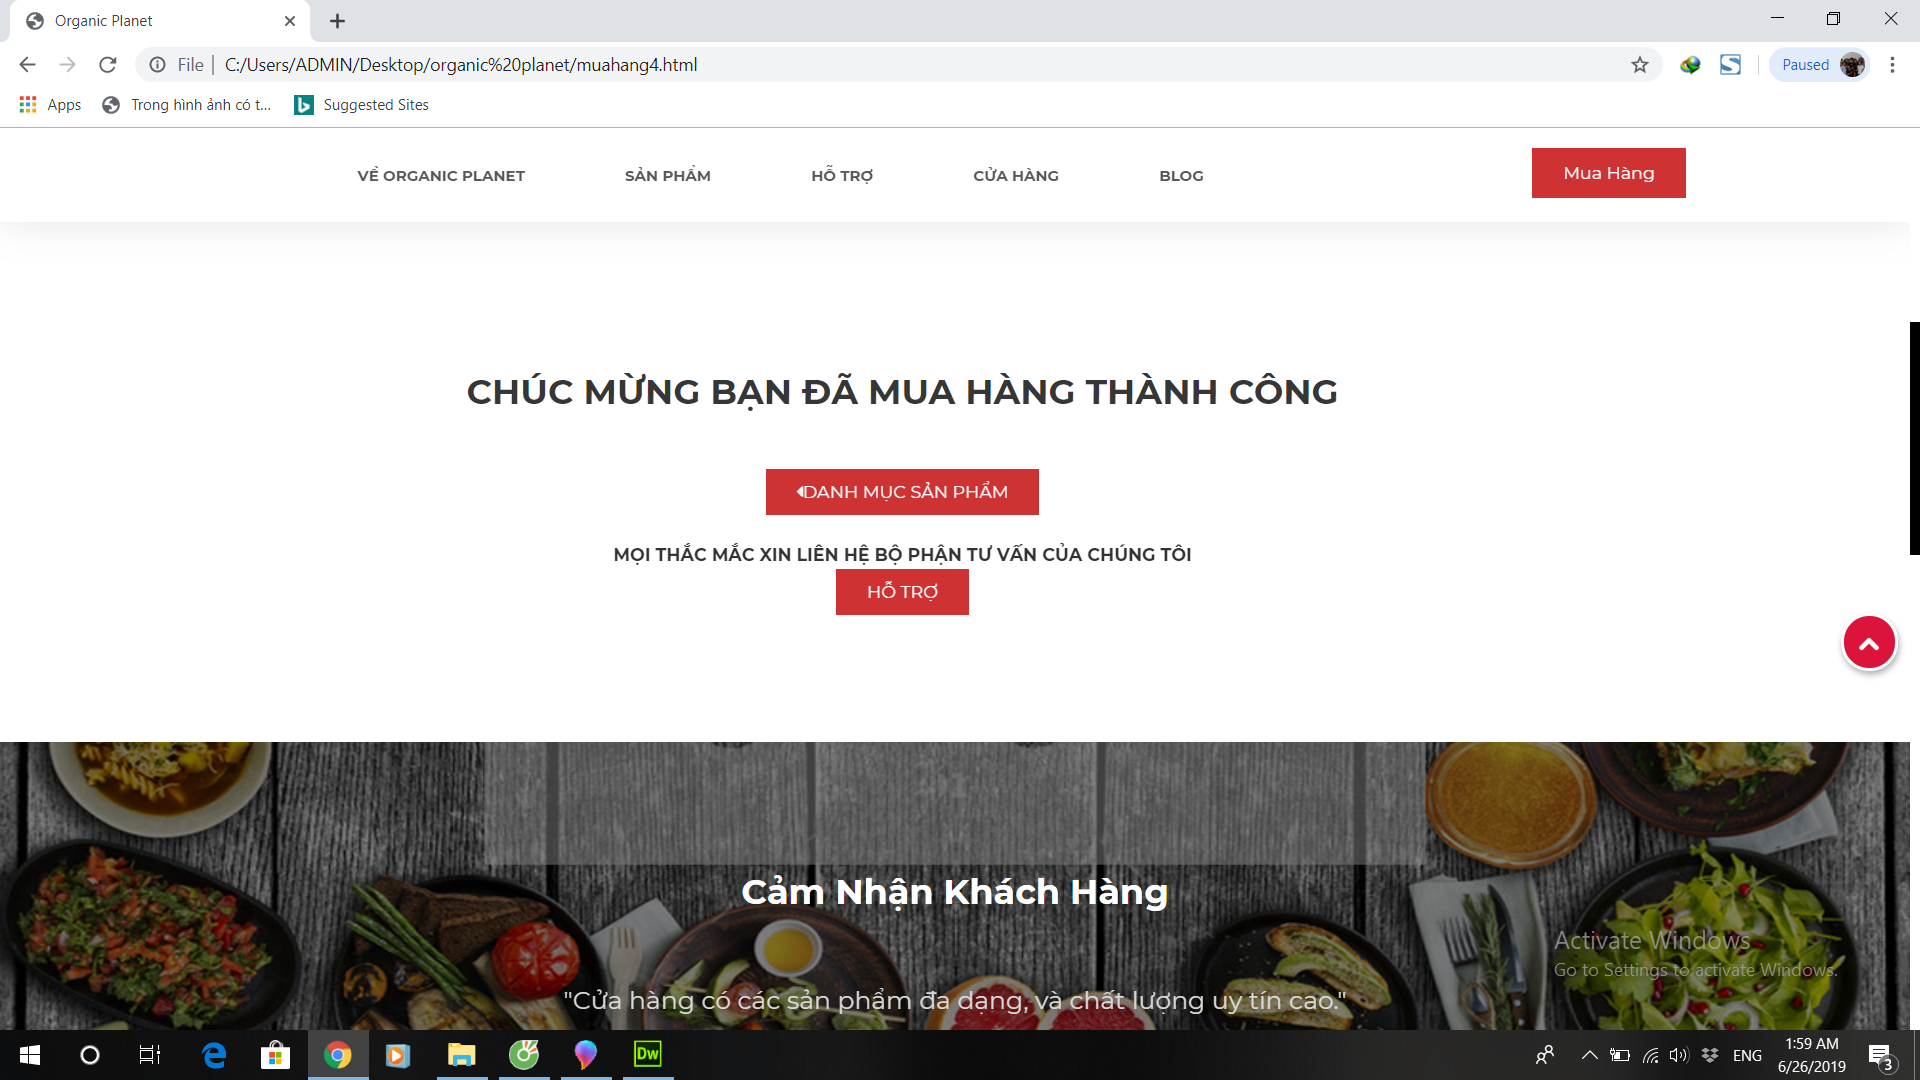 Organic Planet
File
C:/Users/ADMIN/Desktop/organic%20planet/muahang4.html
Paused
Apps
Trong hình ảnh có t...
Suggested Sites
VỀ ORGANIC PLANET
SẢN PHẨM
HỖ TRỢ
CỬA HÀNG
BLOG
Mua Hàng
CHÚC MỪNG BẠN ĐÃ MUA HÀNG THÀNH CÔNG
DANH MỤC SẢN PHẨM
MỌI THẮC MẮC XIN LIÊN HỆ BỘ PHẬN TƯ VẤN CỦA CHÚNG TÔI
HỖ TRỢ
Cảm Nhận Khách Hàng
"Cửa hàng có các sản phẩm đa dạng, và chất lượng uy tín cao."
Activate Windows
Go to Settings to activate Windows.
Dw
ENG
1:59 AM
6/26/2019
3